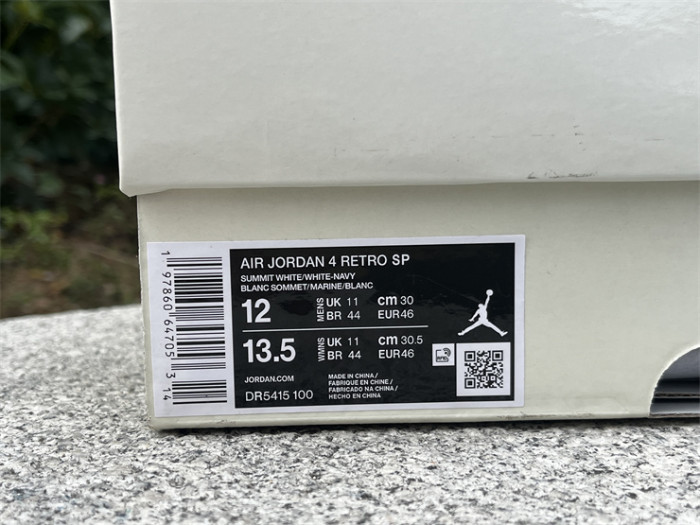 AIR JORDAN 4 RETRO SP
SUMMIT WHITE/WHITE-NAVY
BLANC SOMMET/MARINE/BLANC
12 MENS UK 11 cm 30
BR 44 EUR46
13.5 WMNS UK 11 cm 30.5
BR 44 EUR46
JORDAN.COM
DR5415 100
MADE IN CHINA /
FABRIQUE EN CHINE /
FABRICADO NA CHINA /
HECHO EN CHINA
1 97860 64705 3 14